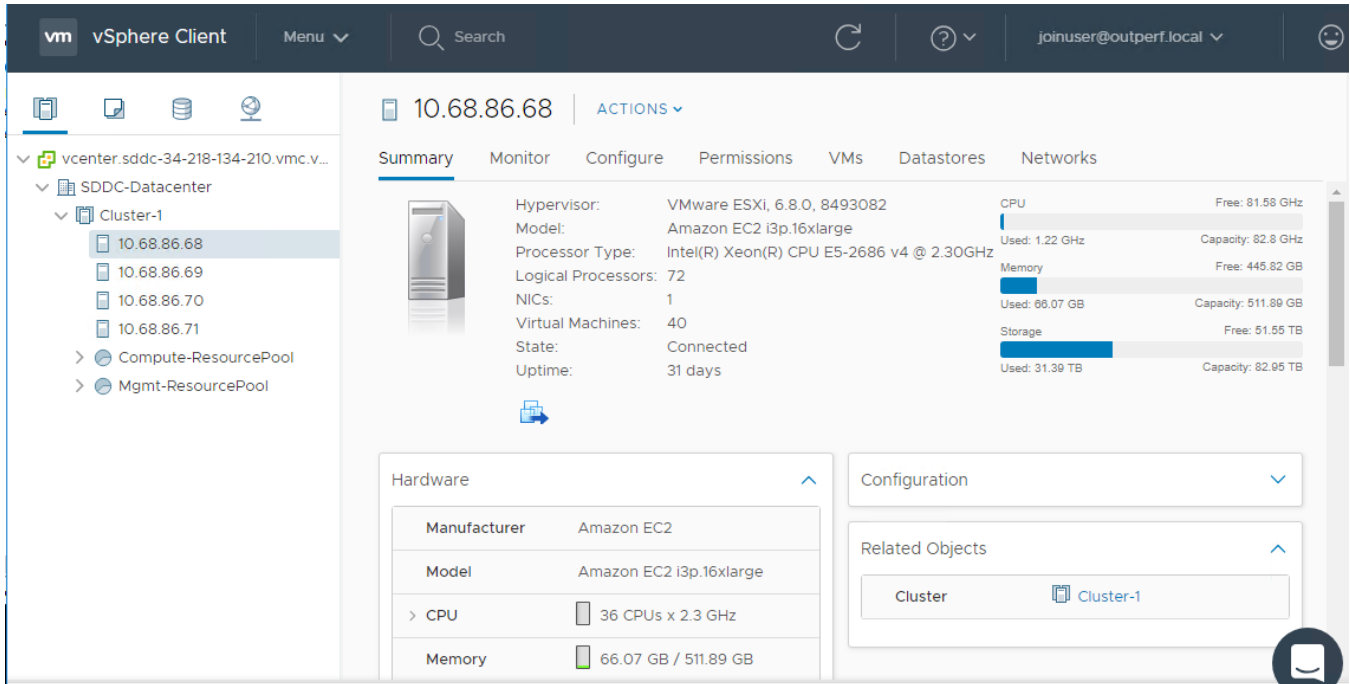 vm vSphere Client Menu Search joinuser@outperf.local
10.68.86.68 ACTIONS
Summary Monitor Configure Permissions VMs Datastores Networks
vcenter.sddc-34-218-134-210.vmc.v...
SDDC-Datacenter
Cluster-1
10.68.86.68
10.68.86.69
10.68.86.70
10.68.86.71
Compute-ResourcePool
Mgmt-ResourcePool
Hypervisor: VMware ESXi, 6.8.0, 8493082
Model: Amazon EC2 i3p.16xlarge
Processor Type: Intel(R) Xeon(R) CPU E5-2686 v4 @ 2.30GHz
Logical Processors: 72
NICs: 1
Virtual Machines: 40
State: Connected
Uptime: 31 days
CPU Free: 81.58 GHz
Used: 1.22 GHz Capacity: 82.8 GHz
Memory Free: 445.82 GB
Used: 66.07 GB Capacity: 511.89 GB
Storage Free: 51.55 TB
Used: 31.39 TB Capacity: 82.95 TB
Hardware
Manufacturer Amazon EC2
Model Amazon EC2 i3p.16xlarge
CPU 36 CPUs x 2.3 GHz
Memory 66.07 GB / 511.89 GB
Configuration
Related Objects
Cluster Cluster-1